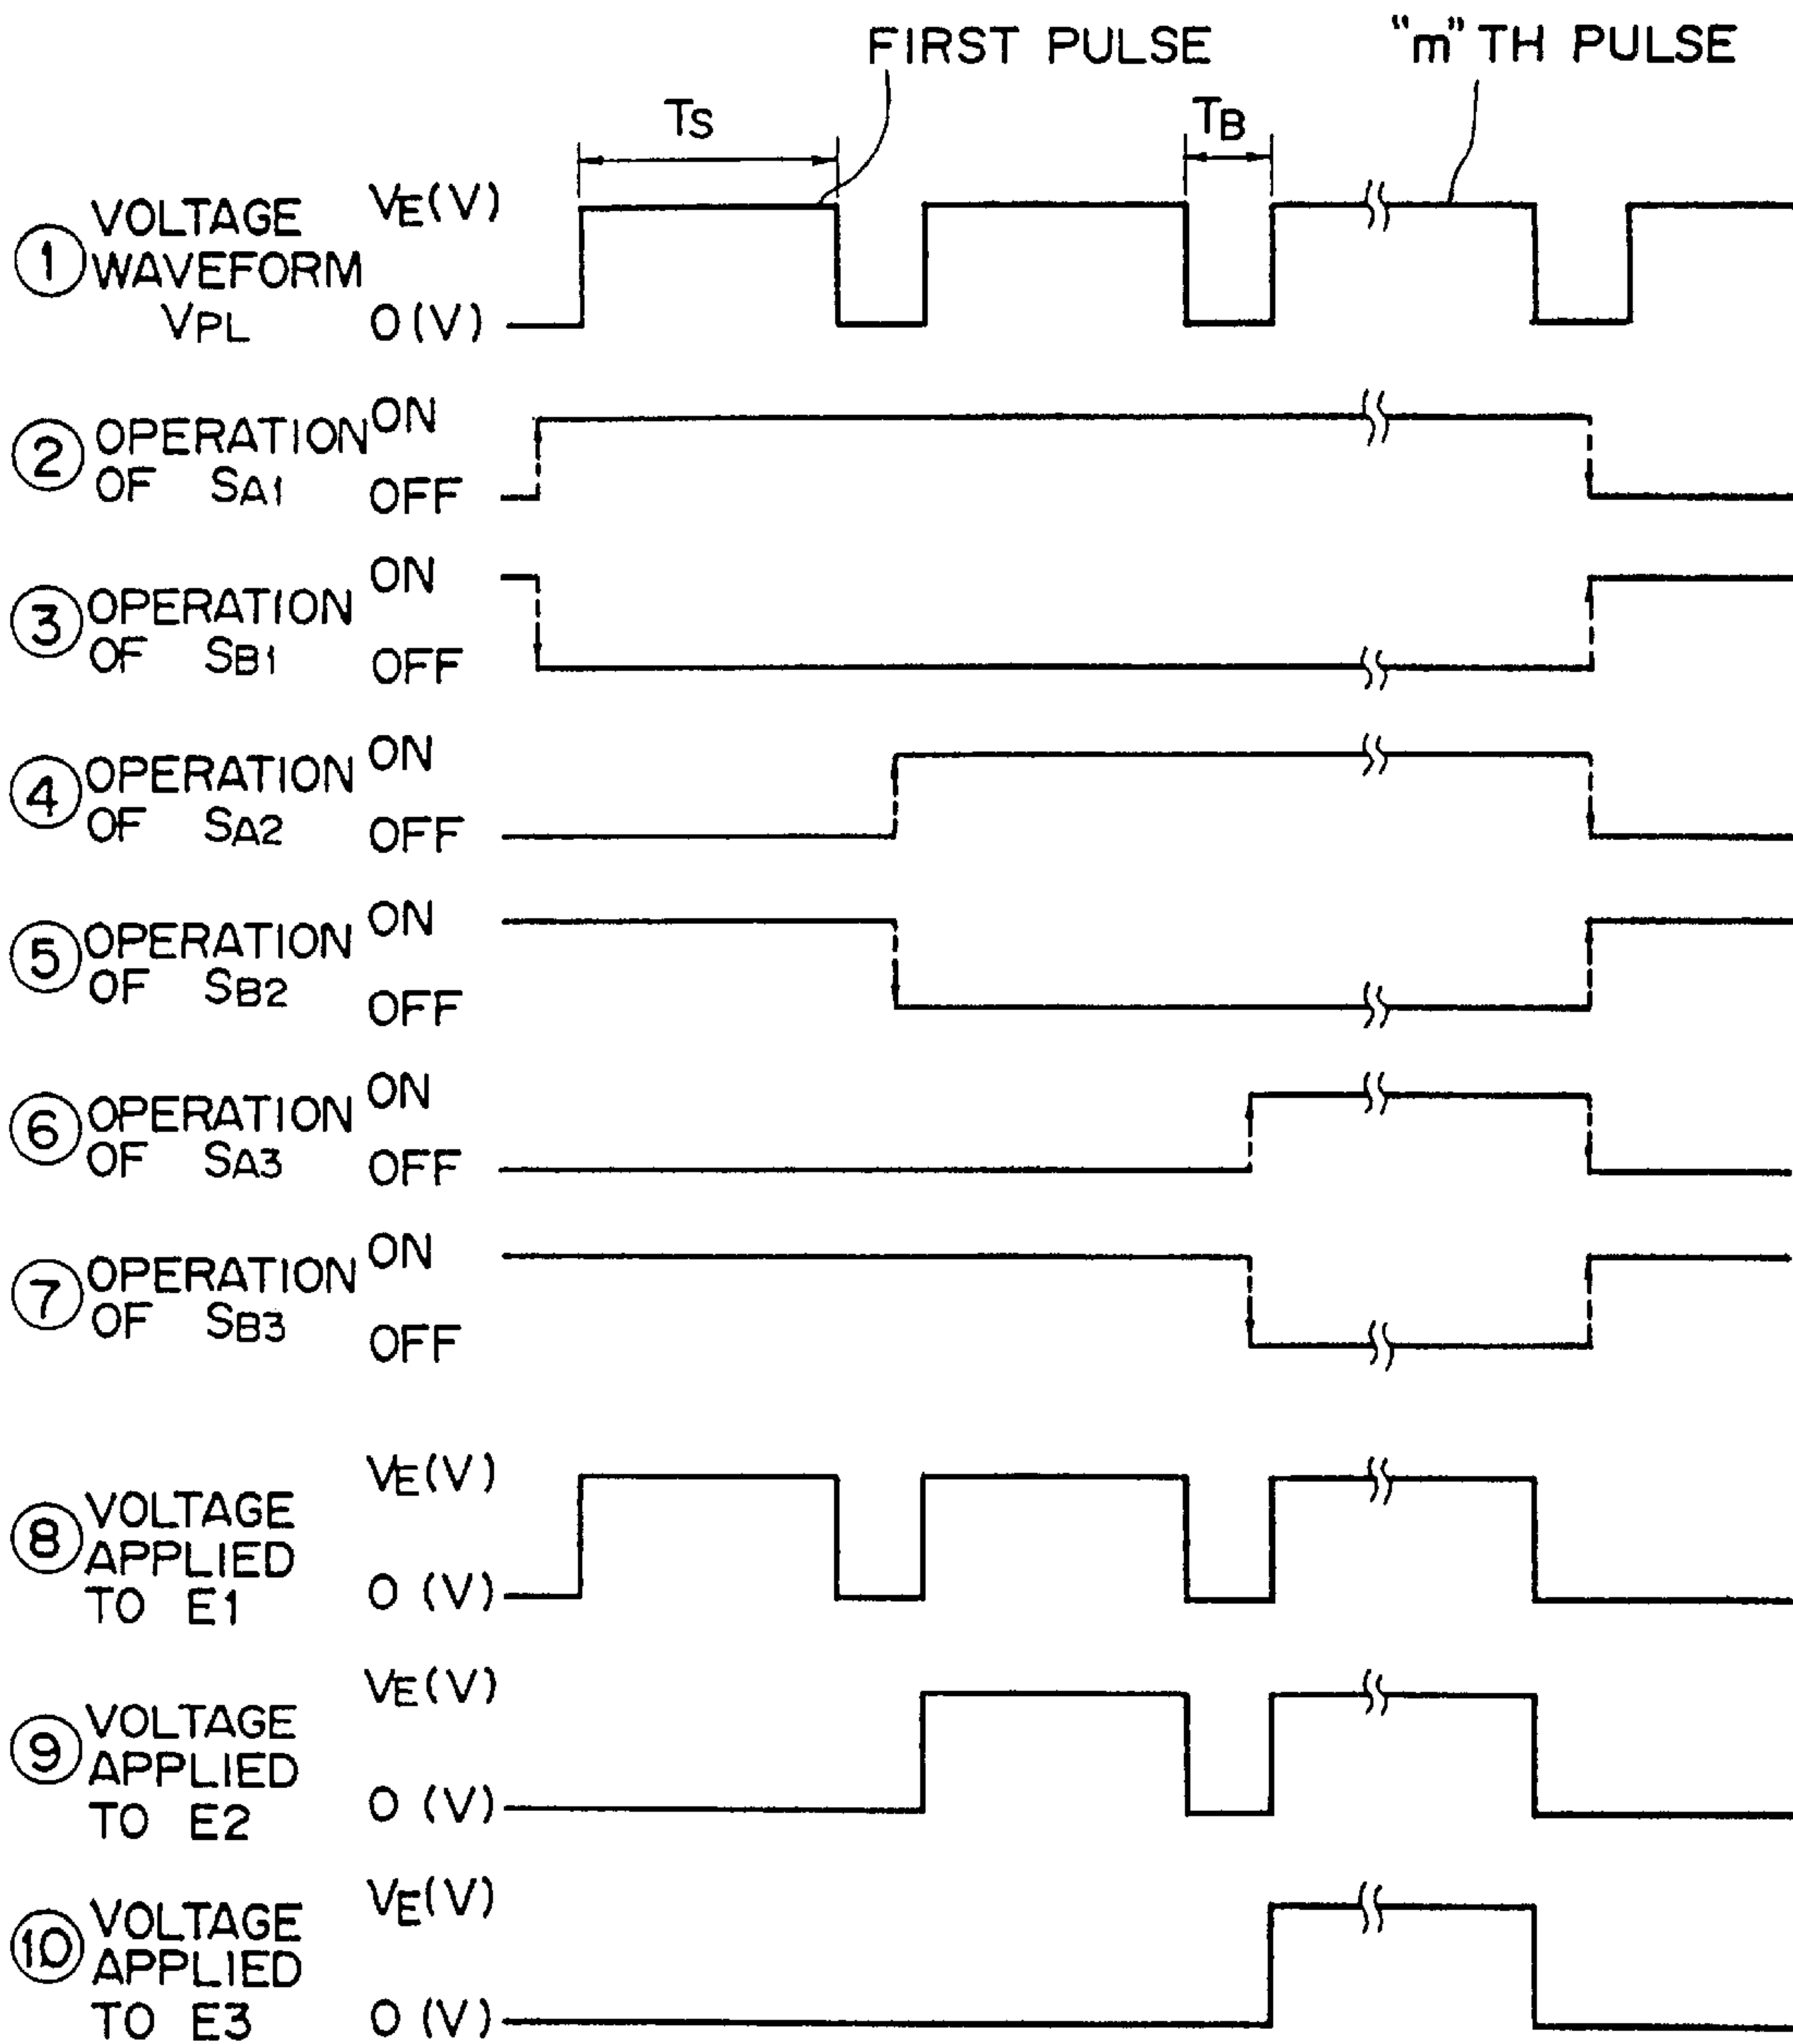 FIRST PULSE
"m" TH PULSE
TS
TB
① VOLTAGE
WAVEFORM
VPL
VE(V)
0(V)
② OPERATION
OF SA1
ON
OFF
③ OPERATION
OF SB1
ON
OFF
④ OPERATION
OF SA2
ON
OFF
⑤ OPERATION
OF SB2
ON
OFF
⑥ OPERATION
OF SA3
ON
OFF
⑦ OPERATION
OF SB3
ON
OFF
⑧ VOLTAGE
APPLIED
TO E1
VE(V)
0 (V)
⑨ VOLTAGE
APPLIED
TO E2
VE(V)
0 (V)
⑩ VOLTAGE
APPLIED
TO E3
VE(V)
0 (V)